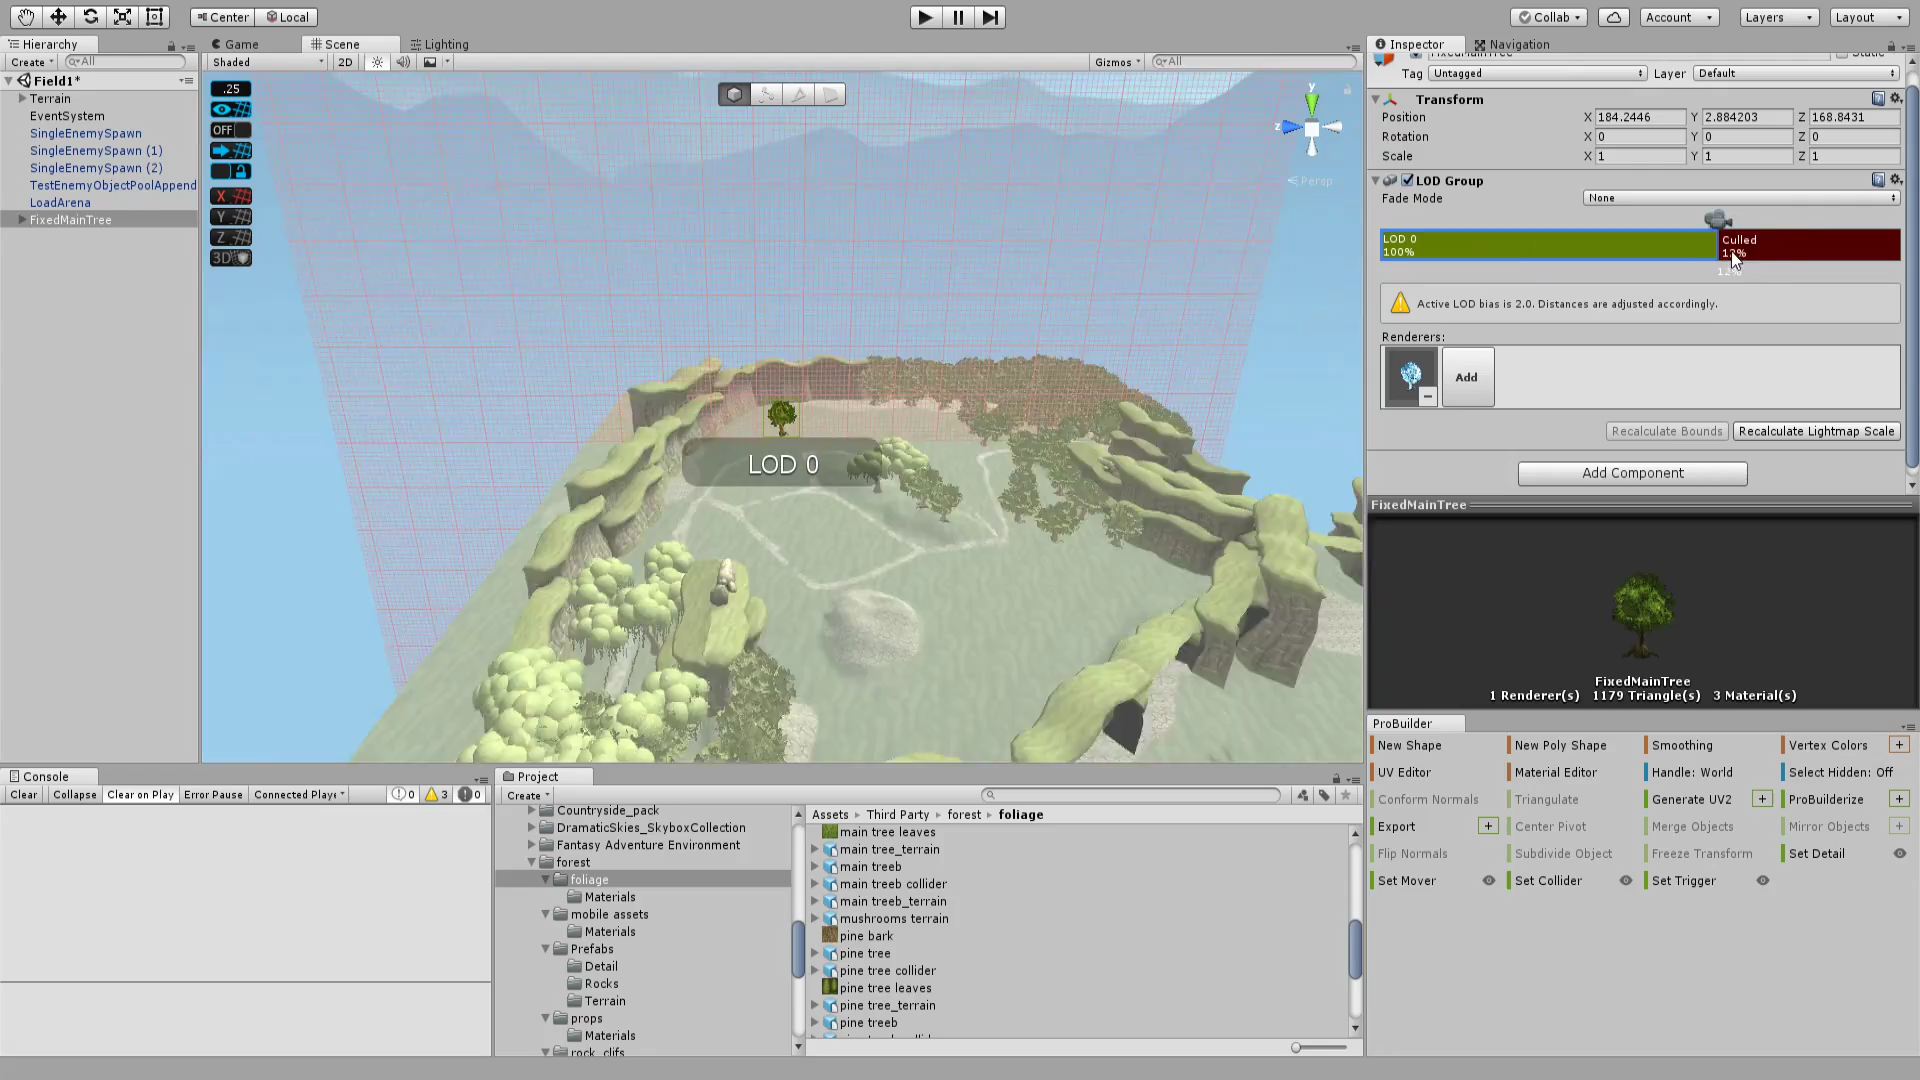 Center
Local
Collab
Account
Layers
Layout
Hierarchy
Create
All
Field1*
Terrain
EventSystem
SingleEnemySpawn
SingleEnemySpawn (1)
SingleEnemySpawn (2)
TestEnemyObjectPoolAppend
LoadArena
FixedMainTree
Game
Scene
Lighting
Shaded
2D
Gizmos
All
.25
OFF
X
Y
Z
3D
y
z
Persp
LOD 0
Inspector
Navigation
Tag
Untagged
Layer
Default
Transform
Position
X 184.2446
Y 2.884203
Z 168.8431
Rotation
X 0
Y 0
Z 0
Scale
X 1
Y 1
Z 1
LOD Group
Fade Mode
None
LOD 0
100%
Culled
Active LOD bias is 2.0. Distances are adjusted accordingly.
Renderers:
Add
Recalculate Bounds
Recalculate Lightmap Scale
Add Component
FixedMainTree
FixedMainTree
1 Renderer(s) 1179 Triangle(s) 3 Material(s)
ProBuilder
New Shape
New Poly Shape
Smoothing
Vertex Colors
UV Editor
Material Editor
Handle: World
Select Hidden: Off
Conform Normals
Triangulate
Generate UV2
ProBuilderize
Export
Center Pivot
Merge Objects
Mirror Objects
Flip Normals
Subdivide Object
Freeze Transform
Set Detail
Set Mover
Set Collider
Set Trigger
Console
Clear
Collapse
Clear on Play
Error Pause
Connected Playe
0
3
0
Project
Create
Countryside_pack
DramaticSkies_SkyboxCollection
Fantasy Adventure Environment
forest
foliage
Materials
mobile assets
Materials
Prefabs
Detail
Rocks
Terrain
props
Materials
rock_clifs
Assets
Third Party
forest
foliage
main tree leaves
main tree_terrain
main treeb
main treeb collider
main treeb_terrain
mushrooms terrain
pine bark
pine tree
pine tree collider
pine tree leaves
pine tree_terrain
pine treeb